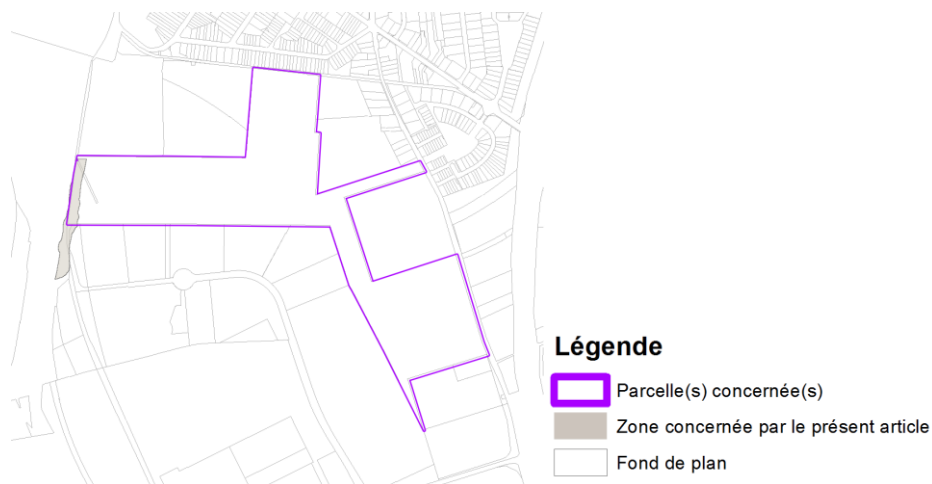 Légende
Parcelle(s) concernée(s)
Zone concernée par le présent article
Fond de plan